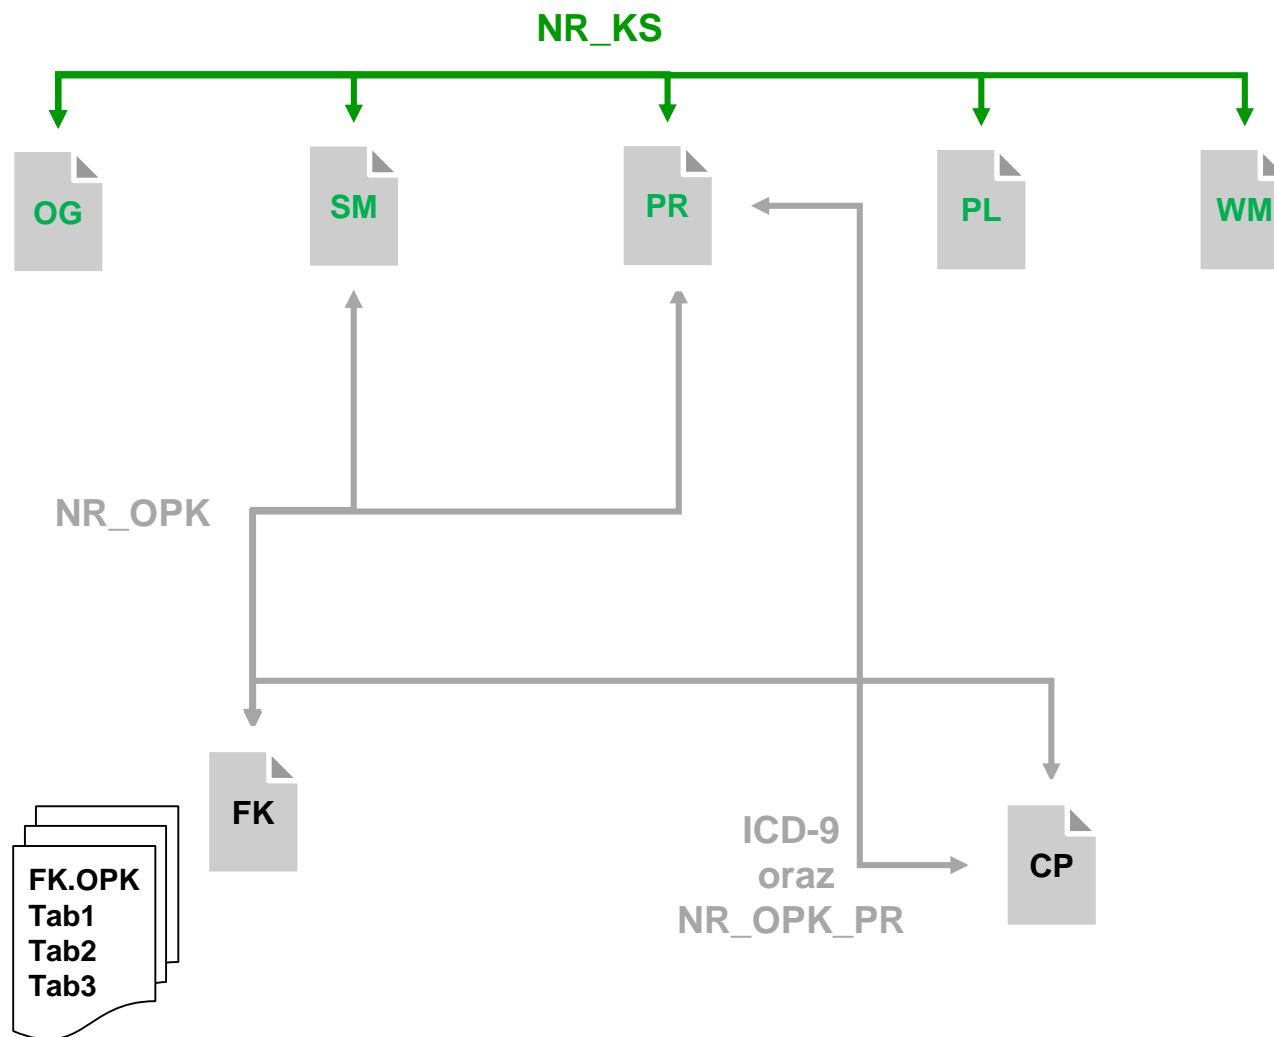 NR_KS
OG
SM
PR
PL
WM
NR_OPK
FK
ICD-9
oraz
NR_OPK_PR
CP
FK.OPK
Tab1
Tab2
Tab3